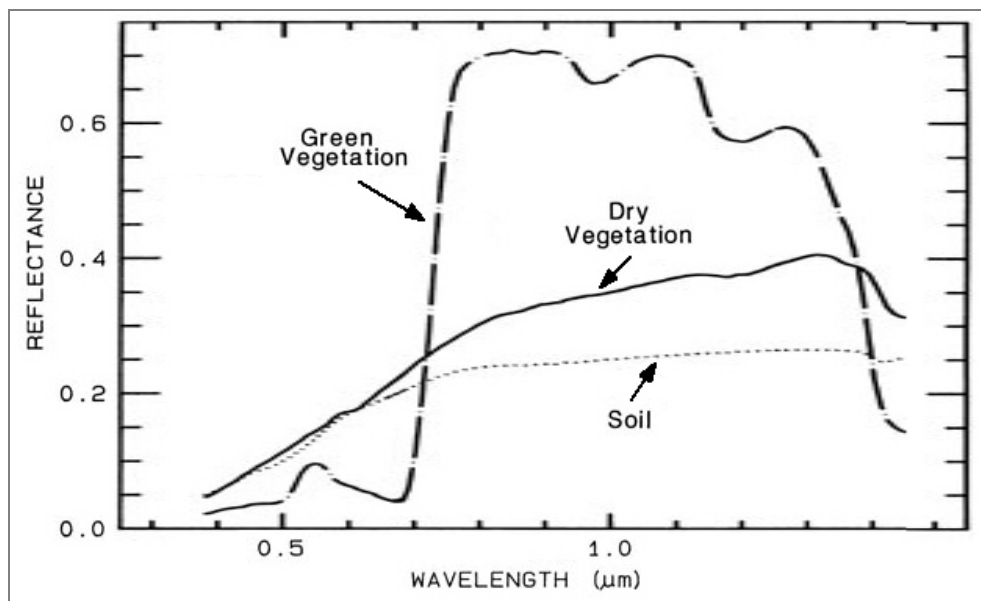 0.6
0.4
0.2
0.0
REFLECTANCE
Green
Vegetation
Dry
Vegetation
Soil
0.5
1.0
WAVELENGTH (μm)